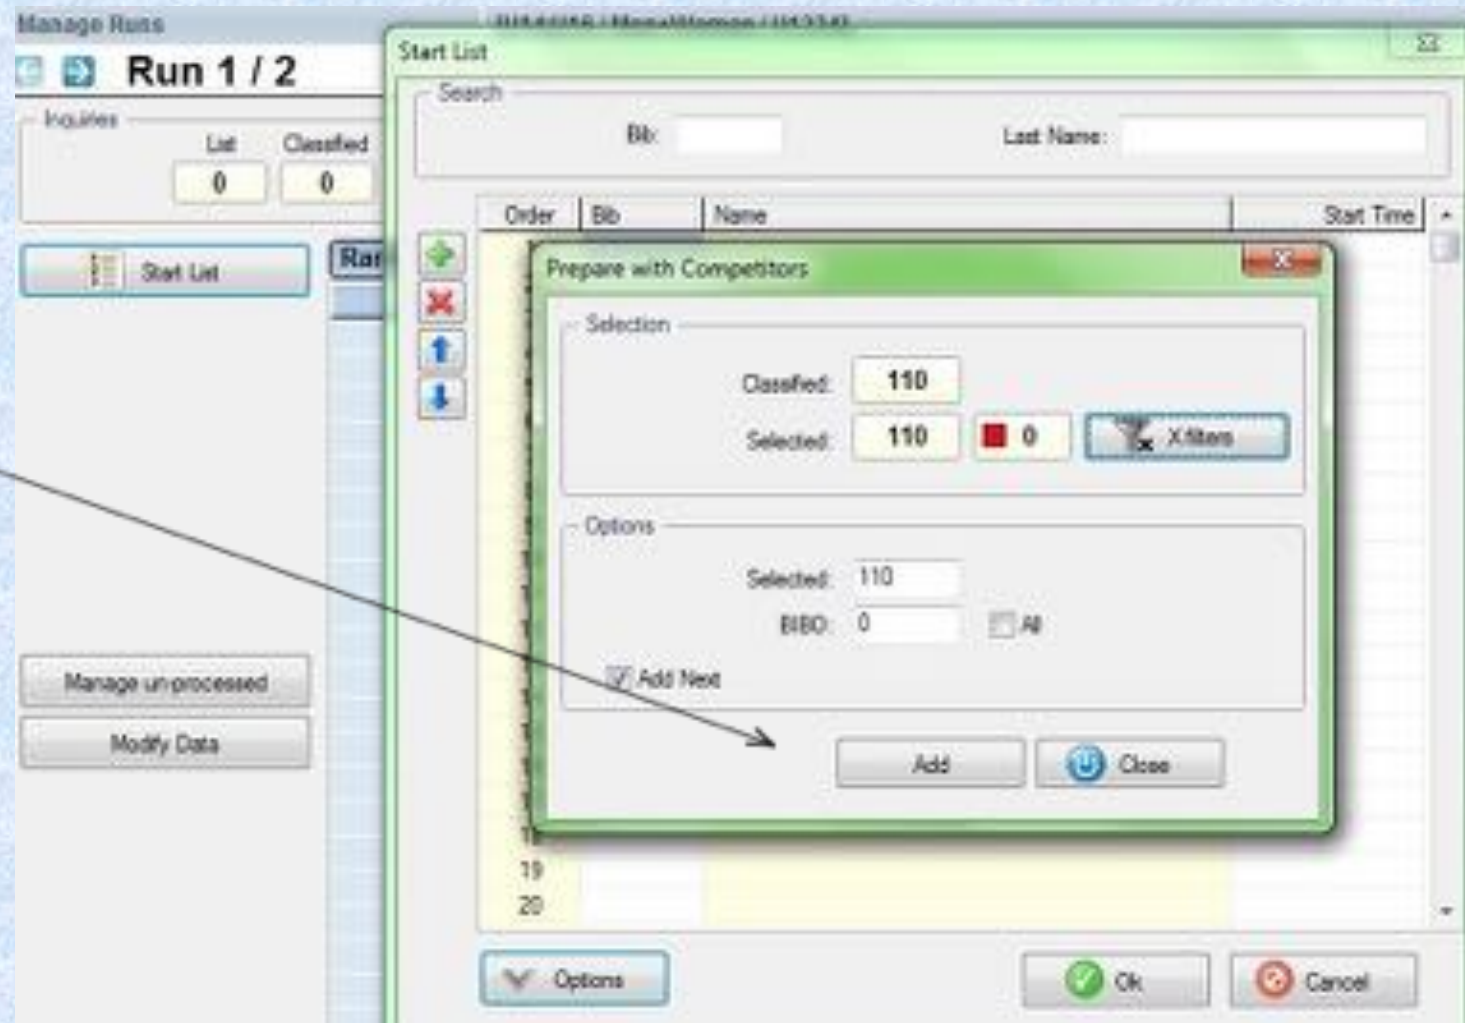 Manage Runs
Run 1 / 2
Inquiries
List Classified
0 0
Start List
Ran
Manage un-processed
Modify Data
Start List
Search
Bib: Last Name:
Order Bib Name Start Time
Prepare with Competitors
Selection
Classified: 110
Selected: 110 0 X filters
Options
Selected: 110
BIBO: 0 All
Add Next
Add Close
18
19
20
Options Ok Cancel